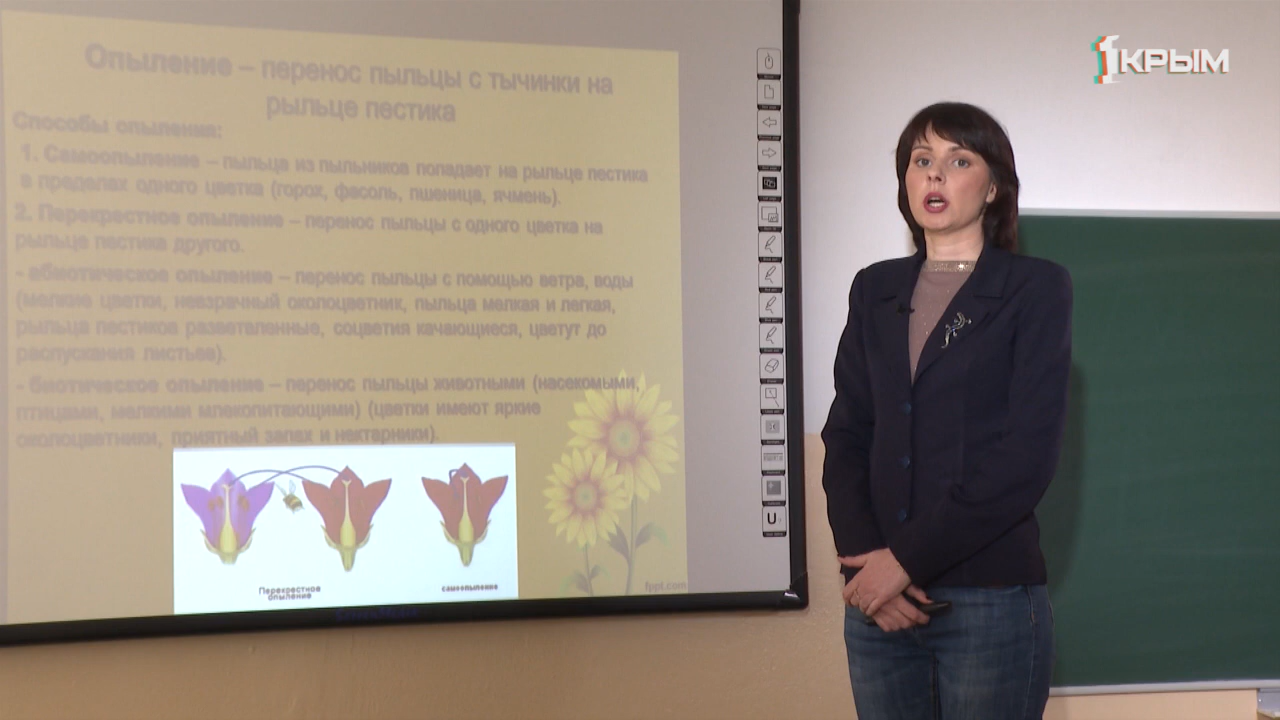 1КРЫМ
Опыление – перенос пыльцы с тычинки на
рыльце пестика
Способы опыления:
1. Самоопыление – пыльца из пыльников попадает на рыльце пестика
в пределах одного цветка (горох, фасоль, пшеница, ячмень).
2. Перекрестное опыление – перенос пыльцы с одного цветка на
рыльце пестика другого.
- абиотическое опыление – перенос пыльцы с помощью ветра, воды
(мелкие цветки, невзрачный околоцветник, пыльца мелкая и легкая,
рыльца пестиков разветвленные, соцветия качающиеся, цветут до
распускания листьев).
- биотическое опыление – перенос пыльцы животными (насекомыми,
птицами, мелкими млекопитающими) (цветки имеют яркие
околоцветники, приятный запах и нектарники).
Перекрестное
опыление
самоопыление
fppt.com
U